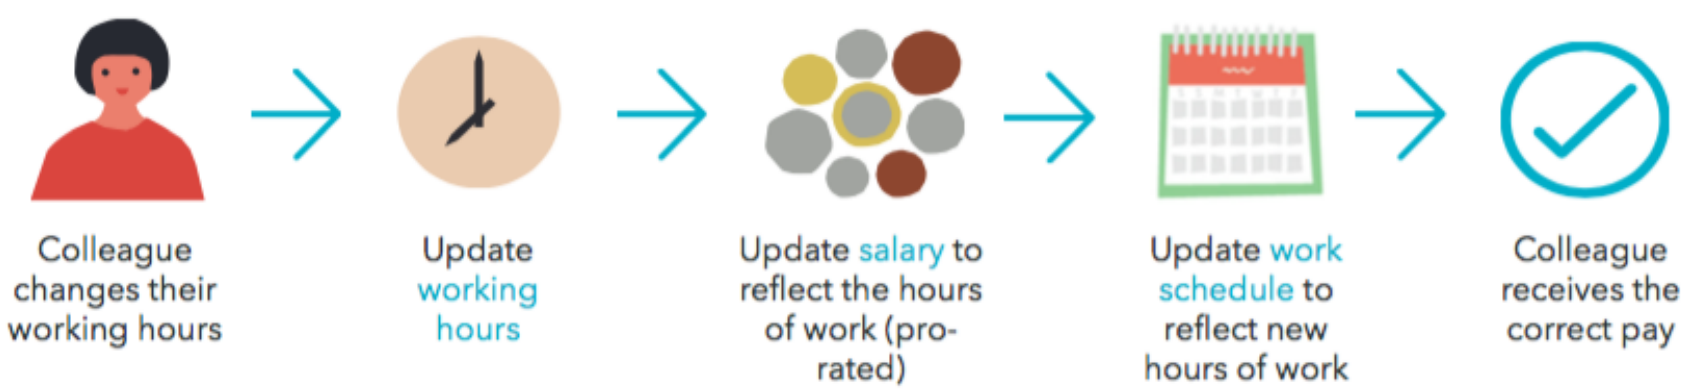 Colleague
changes their
working hours
Update
working
hours
Update salary to
reflect the hours
of work (pro-
rated)
Update work
schedule to
reflect new
hours of work
Colleague
receives the
correct pay